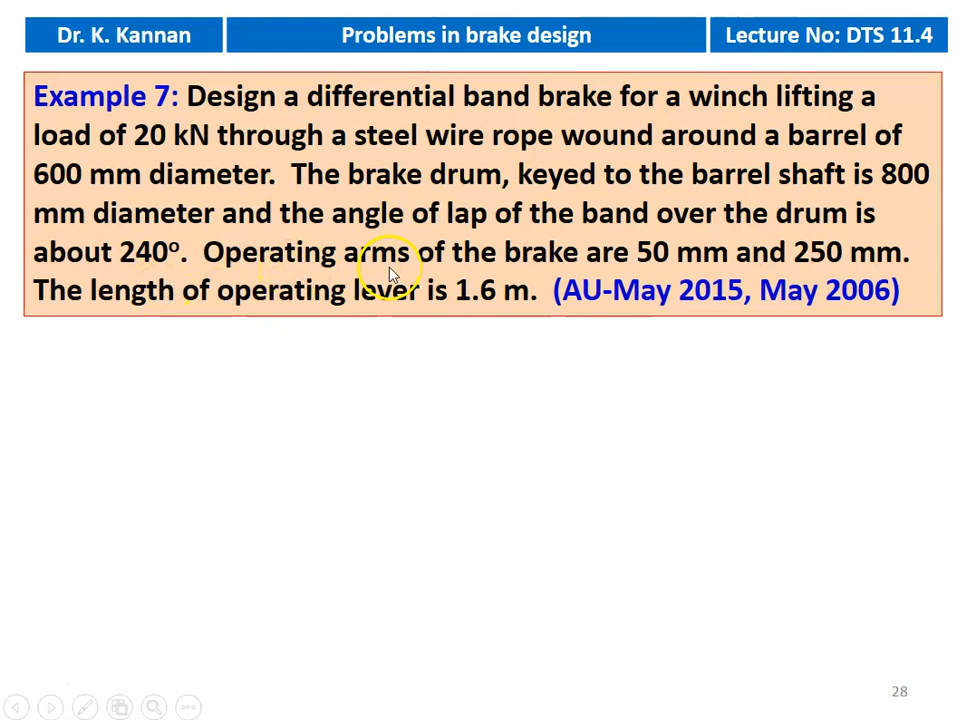 Dr. K. Kannan
Problems in brake design
Lecture No: DTS 11.4
Example 7: Design a differential band brake for a winch lifting a
load of 20 kN through a steel wire rope wound around a barrel of
600 mm diameter. The brake drum, keyed to the barrel shaft is 800
mm diameter and the angle of lap of the band over the drum is
about 240°. Operating arms of the brake are 50 mm and 250 mm.
The length of operating lever is 1.6 m. (AU-May 2015, May 2006)
28